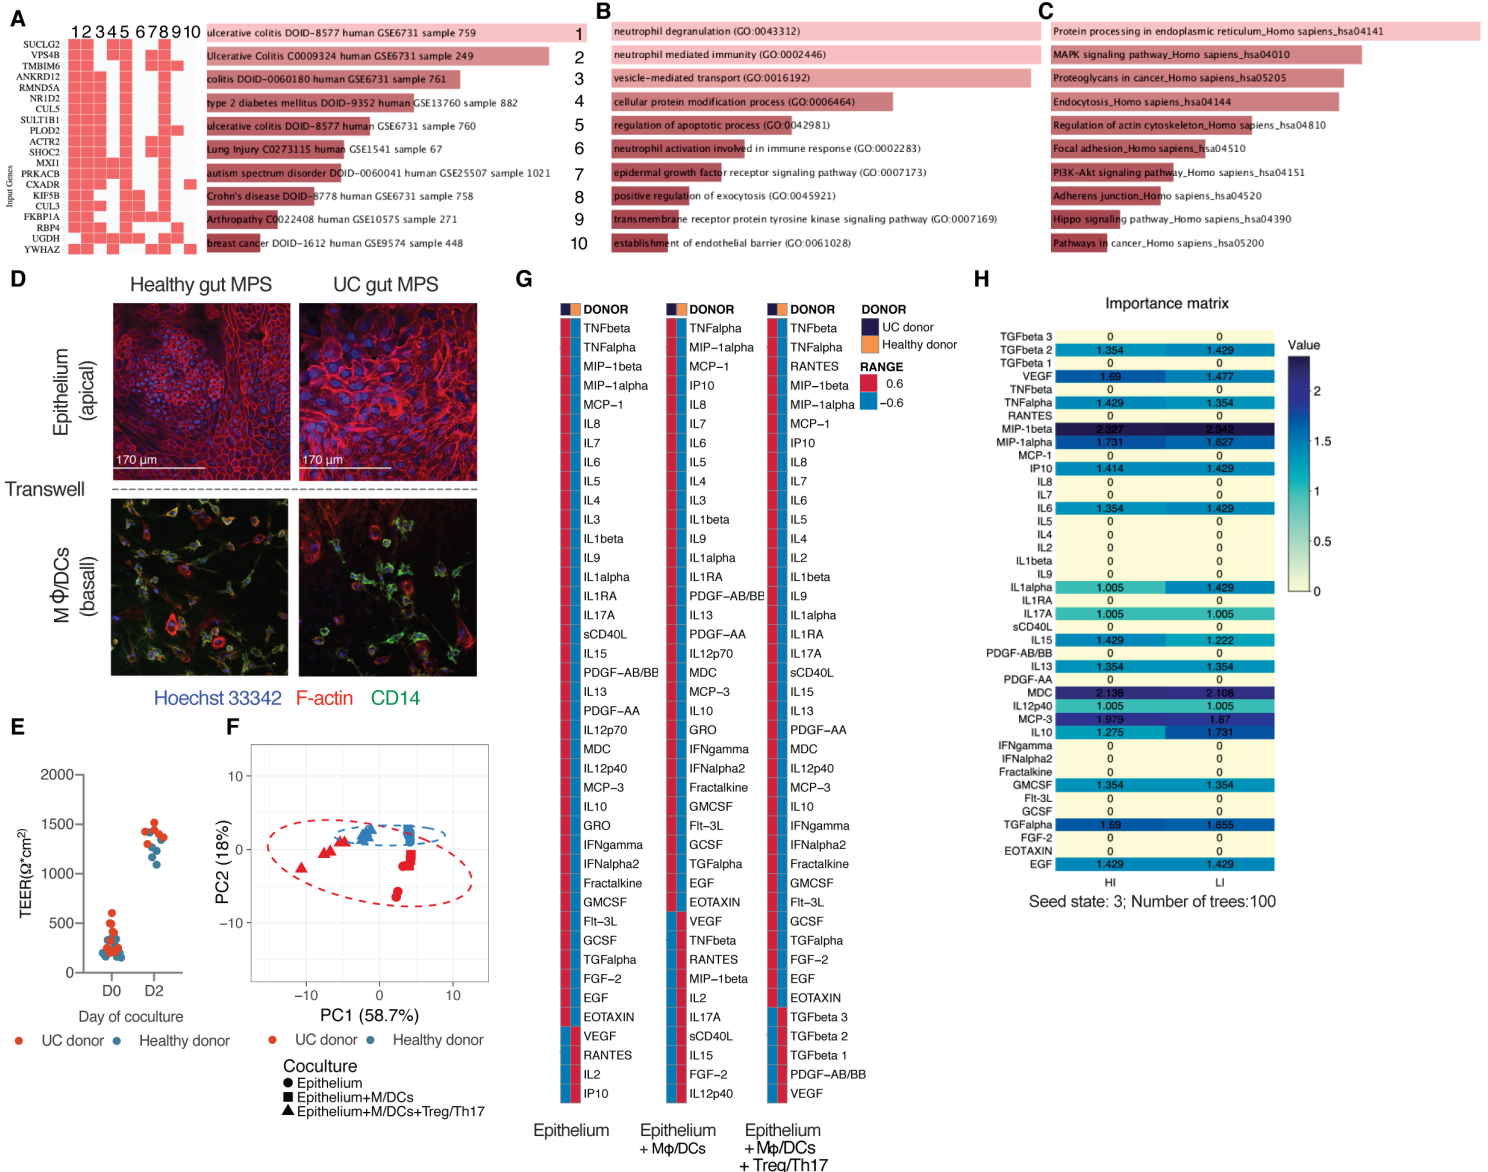 A
1 2 3 4 5 6 7 8 9 10
Input Genes
SUCLG2
VPS4B
TMBIM6
ANKRD12
RMND5A
NR1D2
CUL5
SULT1B1
PLOD2
ACTR2
SHOC2
MXI1
PRKACB
CXADR
KIF5B
CUL3
FKBP1A
RBP4
UGDH
YWHAZ
ulcerative colitis DOID-8577 human GSE6731 sample 759
Ulcerative Colitis C0009324 human GSE6731 sample 249
colitis DOID-0060180 human GSE6731 sample 761
type 2 diabetes mellitus DOID-9352 human GSE13760 sample 882
ulcerative colitis DOID-8577 human GSE6731 sample 760
Lung Injury C0273115 human GSE1541 sample 67
autism spectrum disorder DOID-0060041 human GSE25507 sample 1021
Crohn's disease DOID-8778 human GSE6731 sample 758
Arthropathy C0022408 human GSE10575 sample 271
breast cancer DOID-1612 human GSE9574 sample 448
1
2
3
4
5
6
7
8
9
10
B
neutrophil degranulation (GO:0043312)
neutrophil mediated immunity (GO:0002446)
vesicle-mediated transport (GO:0016192)
cellular protein modification process (GO:0006464)
regulation of apoptotic process (GO:0042981)
neutrophil activation involved in immune response (GO:0002283)
epidermal growth factor receptor signaling pathway (GO:0007173)
positive regulation of exocytosis (GO:0045921)
transmembrane receptor protein tyrosine kinase signaling pathway (GO:0007169)
establishment of endothelial barrier (GO:0061028)
C
Protein processing in endoplasmic reticulum_Homo sapiens_hsa04141
MAPK signaling pathway_Homo sapiens_hsa04010
Proteoglycans in cancer_Homo sapiens_hsa05205
Endocytosis_Homo sapiens_hsa04144
Regulation of actin cytoskeleton_Homo sapiens_hsa04810
Focal adhesion_Homo sapiens_hsa04510
PI3K-Akt signaling pathway_Homo sapiens_hsa04151
Adherens junction_Homo sapiens_hsa04520
Hippo signaling pathway_Homo sapiens_hsa04390
Pathways in cancer_Homo sapiens_hsa05200
D
Healthy gut MPS
UC gut MPS
Epithelium
(apical)
170 µm
170 µm
Transwell
MΦ/DCs
(basall)
Hoechst 33342 F-actin CD14
E
TEER(Ω*cm²)
2000
1500
1000
500
0
D0 D2
Day of coculture
UC donor Healthy donor
F
PC2 (18%)
10
0
−10
−10 0 10
PC1 (58.7%)
UC donor Healthy donor
Coculture
Epithelium
Epithelium+M/DCs
Epithelium+M/DCs+Treg/Th17
G
DONOR
TNFbeta
TNFalpha
MIP−1beta
MIP−1alpha
MCP−1
IL8
IL7
IL6
IL5
IL4
IL3
IL1beta
IL9
IL1alpha
IL1RA
IL17A
sCD40L
IL15
PDGF−AB/BB
IL13
PDGF−AA
IL12p70
MDC
IL12p40
MCP−3
IL10
GRO
IFNgamma
IFNalpha2
Fractalkine
GMCSF
Flt−3L
GCSF
TGFalpha
FGF−2
EGF
EOTAXIN
VEGF
RANTES
IL2
IP10
Epithelium
DONOR
TNFalpha
MIP−1alpha
MCP−1
IP10
IL8
IL7
IL6
IL5
IL4
IL3
IL1beta
IL9
IL1alpha
IL1RA
PDGF−AB/BB
IL13
PDGF−AA
IL12p70
MDC
MCP−3
IL10
GRO
IFNgamma
IFNalpha2
Fractalkine
GMCSF
Flt−3L
GCSF
TGFalpha
EGF
EOTAXIN
VEGF
TNFbeta
RANTES
MIP−1beta
IL2
IL17A
sCD40L
IL15
FGF−2
IL12p40
Epithelium
+ Mϕ/DCs
DONOR
TNFbeta
TNFalpha
RANTES
MIP−1beta
MIP−1alpha
MCP−1
IP10
IL8
IL7
IL6
IL5
IL4
IL2
IL1beta
IL9
IL1alpha
IL1RA
IL17A
sCD40L
IL15
IL13
PDGF−AA
MDC
IL12p40
MCP−3
IL10
IFNgamma
IFNalpha2
Fractalkine
GMCSF
Flt−3L
GCSF
TGFalpha
FGF−2
EGF
EOTAXIN
TGFbeta 3
TGFbeta 2
TGFbeta 1
PDGF−AB/BB
VEGF
Epithelium
+Mϕ/DCs
+ Treg/Th17
DONOR
UC donor
Healthy donor
RANGE
0.6
−0.6
H
Importance matrix
TGFbeta 3 0 0
TGFbeta 2 1.354 1.429
TGFbeta 1 0 0
VEGF 1.69 1.477
TNFbeta 0 0
TNFalpha 1.429 1.354
RANTES 0 0
MIP-1beta 2.327 2.342
MIP-1alpha 1.731 1.627
MCP-1 0 0
IP10 1.414 1.429
IL8 0 0
IL7 0 0
IL6 1.354 1.429
IL5 0 0
IL4 0 0
IL2 0 0
IL1beta 0 0
IL9 0 0
IL1alpha 1.005 1.429
IL1RA 0 0
IL17A 1.005 1.005
sCD40L 0 0
IL15 1.429 1.222
PDGF-AB/BB 0 0
IL13 1.354 1.354
PDGF-AA 0 0
MDC 2.138 2.108
IL12p40 1.005 1.005
MCP-3 1.979 1.87
IL10 1.275 1.731
IFNgamma 0 0
IFNalpha2 0 0
Fractalkine 0 0
GMCSF 1.354 1.354
Flt-3L 0 0
GCSF 0 0
TGFalpha 1.69 1.655
FGF-2 0 0
EOTAXIN 0 0
EGF 1.429 1.429
HI LI
Seed state: 3; Number of trees:100
Value
2
1.5
1
0.5
0